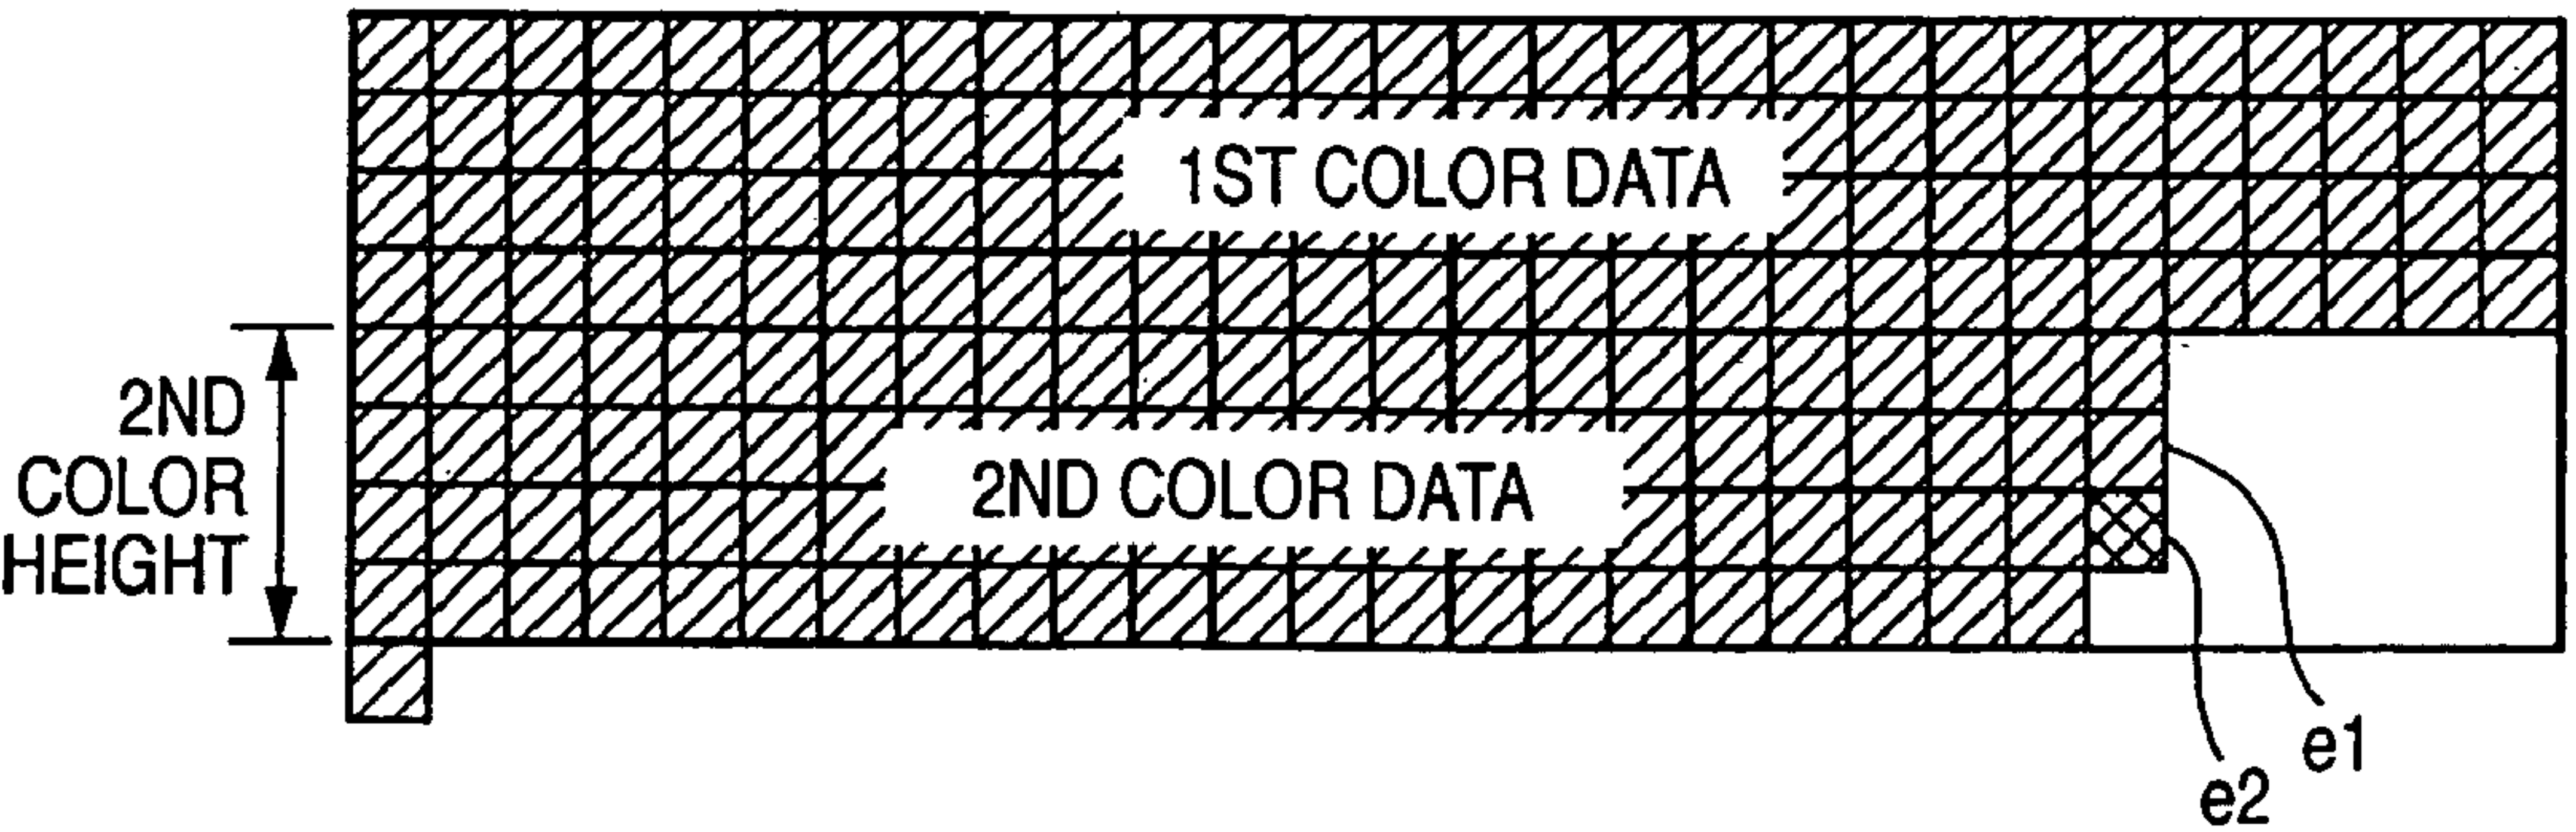 1ST COLOR DATA
2ND
COLOR
HEIGHT
2ND COLOR DATA
e1
e2